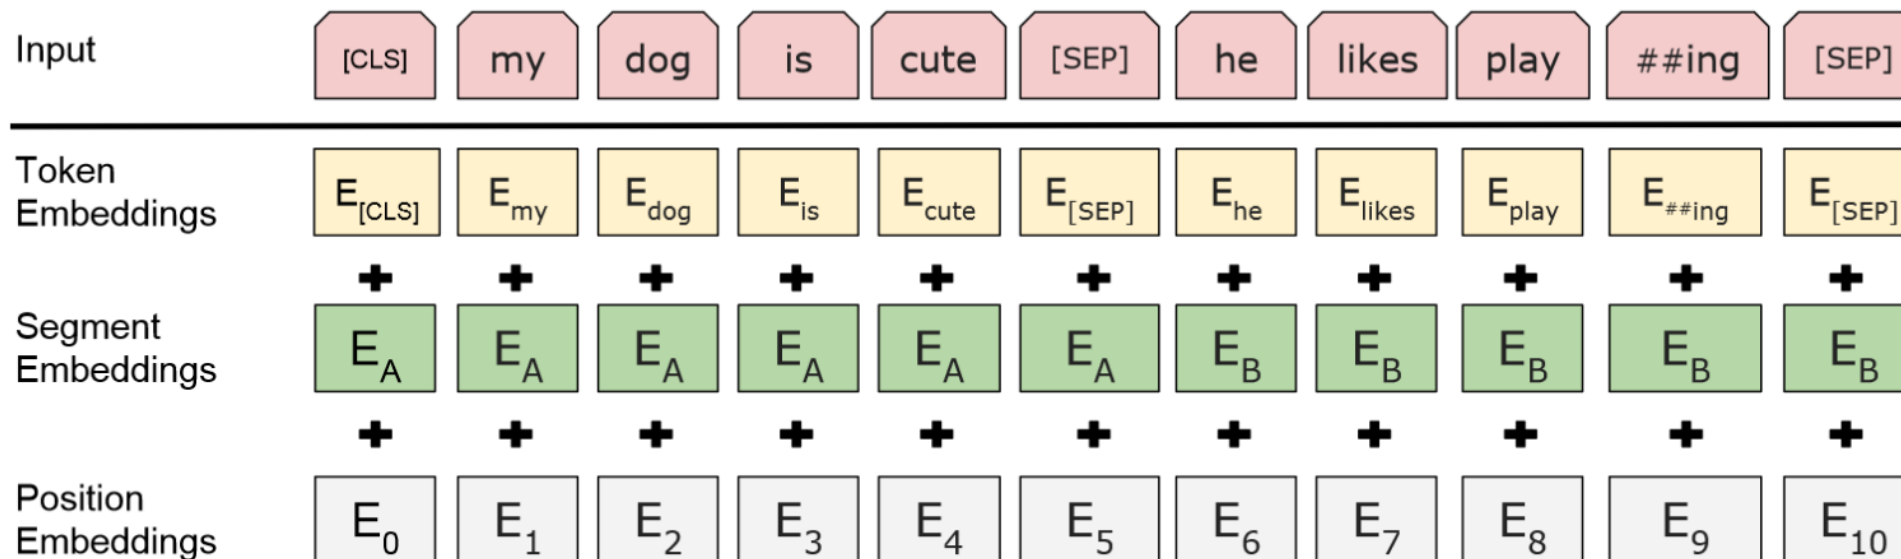 Input [CLS] my dog is cute [SEP] he likes play ##ing [SEP]
Token Embeddings E[CLS] Emy Edog Eis Ecute E[SEP] Ehe Elikes Eplay E##ing E[SEP]
+ + + + + + + + + + +
Segment Embeddings EA EA EA EA EA EA EB EB EB EB EB
+ + + + + + + + + + +
Position Embeddings E0 E1 E2 E3 E4 E5 E6 E7 E8 E9 E10